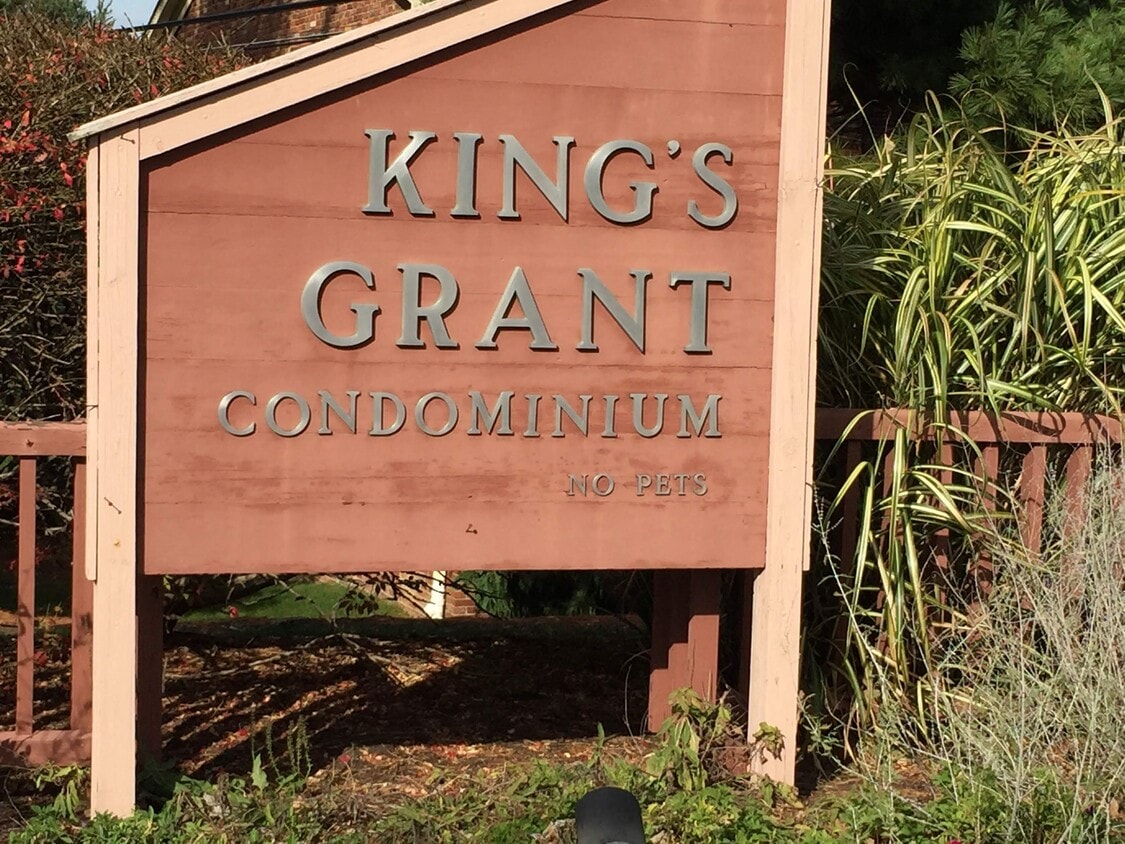 KING'S
GRANT
CONDOMINIUM
NO PETS